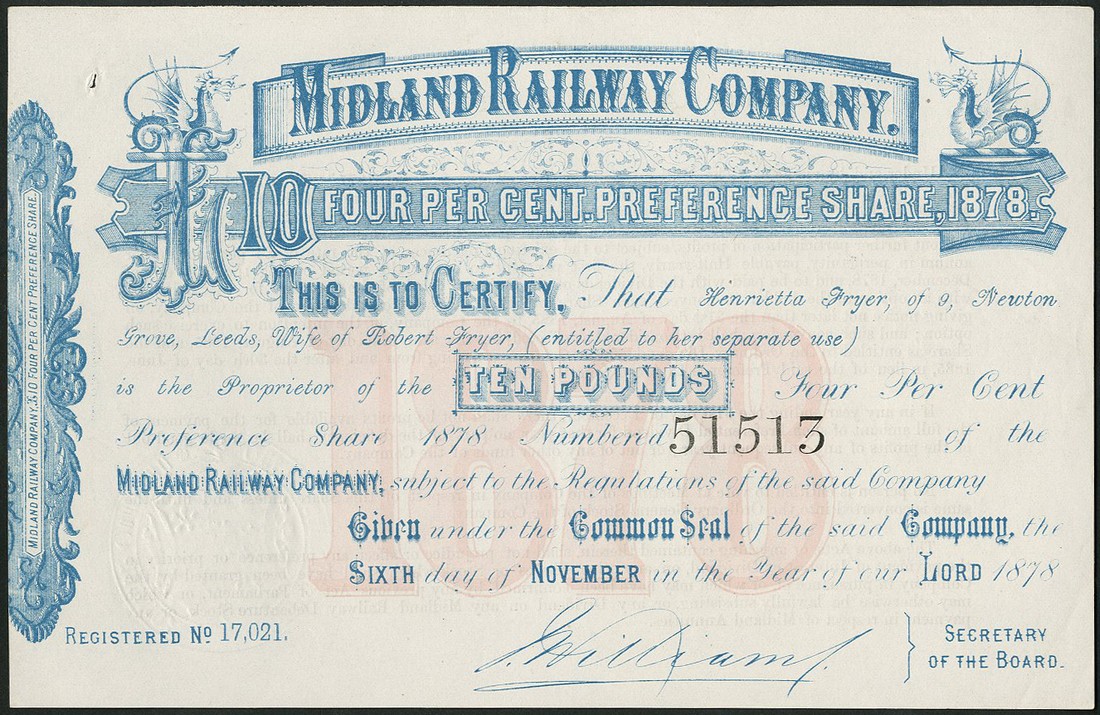 MIDLAND RAILWAY COMPANY.
£10 FOUR PER CENT. PREFERENCE SHARE, 1878.
THIS IS TO CERTIFY, That Henrietta Fryer, of 9, Newton
Grove, Leeds, Wife of Robert Fryer, (entitled to her separate use)
is the Proprietor of the TEN POUNDS Four Per Cent
Preference Share 1878 Numbered 51513 of the
MIDLAND RAILWAY COMPANY, subject to the Regulations of the said Company
Given under the Common Seal of the said Company, the
SIXTH day of NOVEMBER in the Year of our LORD 1878
1878
REGISTERED No 17,021.
J. Williams
SECRETARY
OF THE BOARD.
MIDLAND RAILWAY COMPANY. £10 FOUR PER CENT PREFERENCE SHARE.